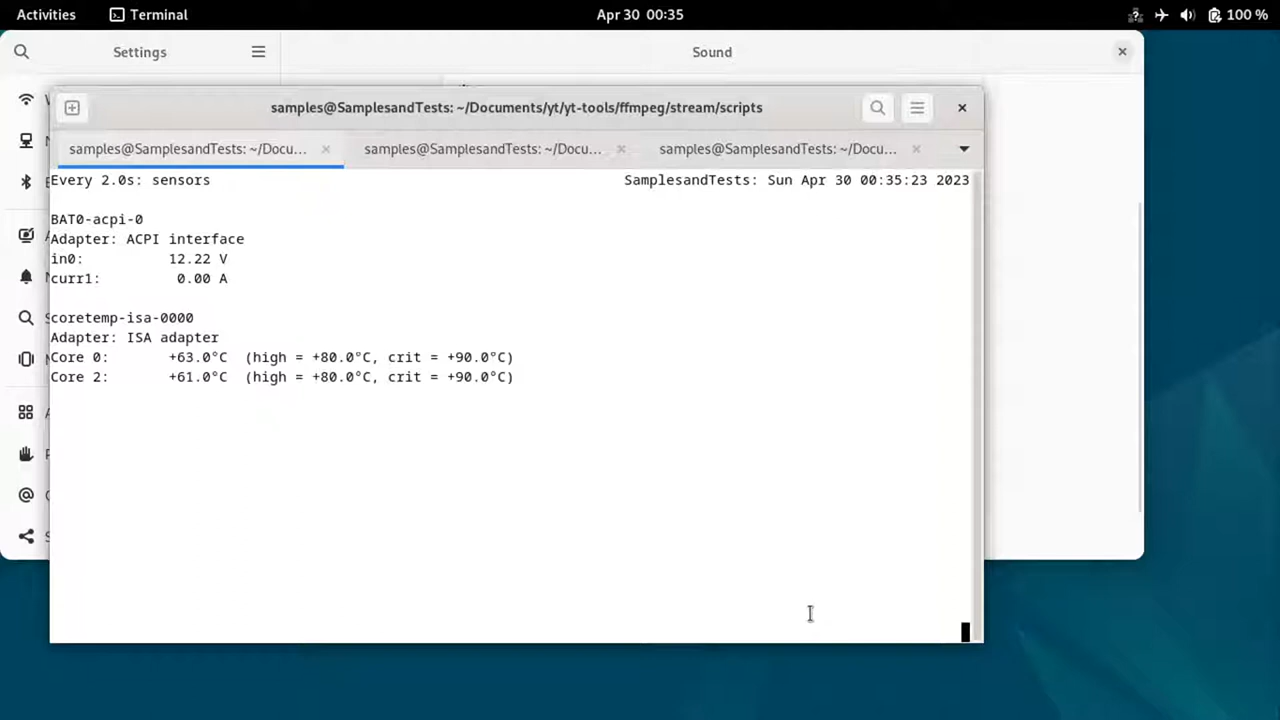 Activities
Terminal
Apr 30 00:35
100 %
Settings
Sound
samples@SamplesandTests: ~/Documents/yt/yt-tools/ffmpeg/stream/scripts
samples@SamplesandTests: ~/Docu...
samples@SamplesandTests: ~/Docu...
samples@SamplesandTests: ~/Docu...
Every 2.0s: sensors
SamplesandTests: Sun Apr 30 00:35:23 2023
BAT0-acpi-0
Adapter: ACPI interface
in0: 12.22 V
curr1: 0.00 A
coretemp-isa-0000
Adapter: ISA adapter
Core 0: +63.0°C (high = +80.0°C, crit = +90.0°C)
Core 2: +61.0°C (high = +80.0°C, crit = +90.0°C)